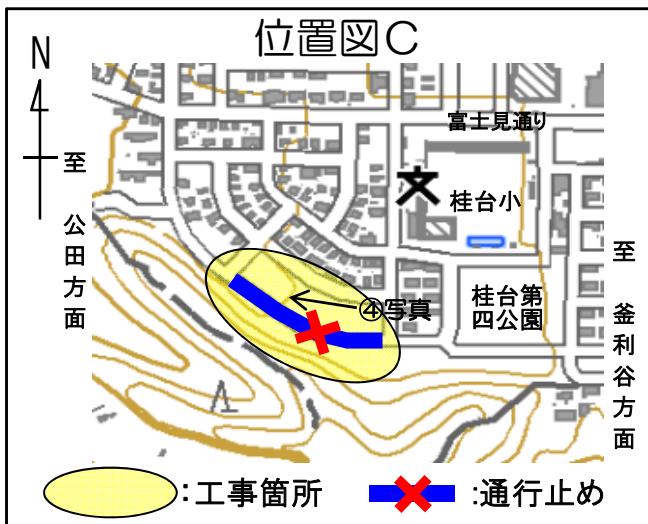 位置図C
N
至 公田方面
富士見通り
文
桂台小
桂台第
四公園
④写真
至 釜利谷方面
:工事箇所
:通行止め